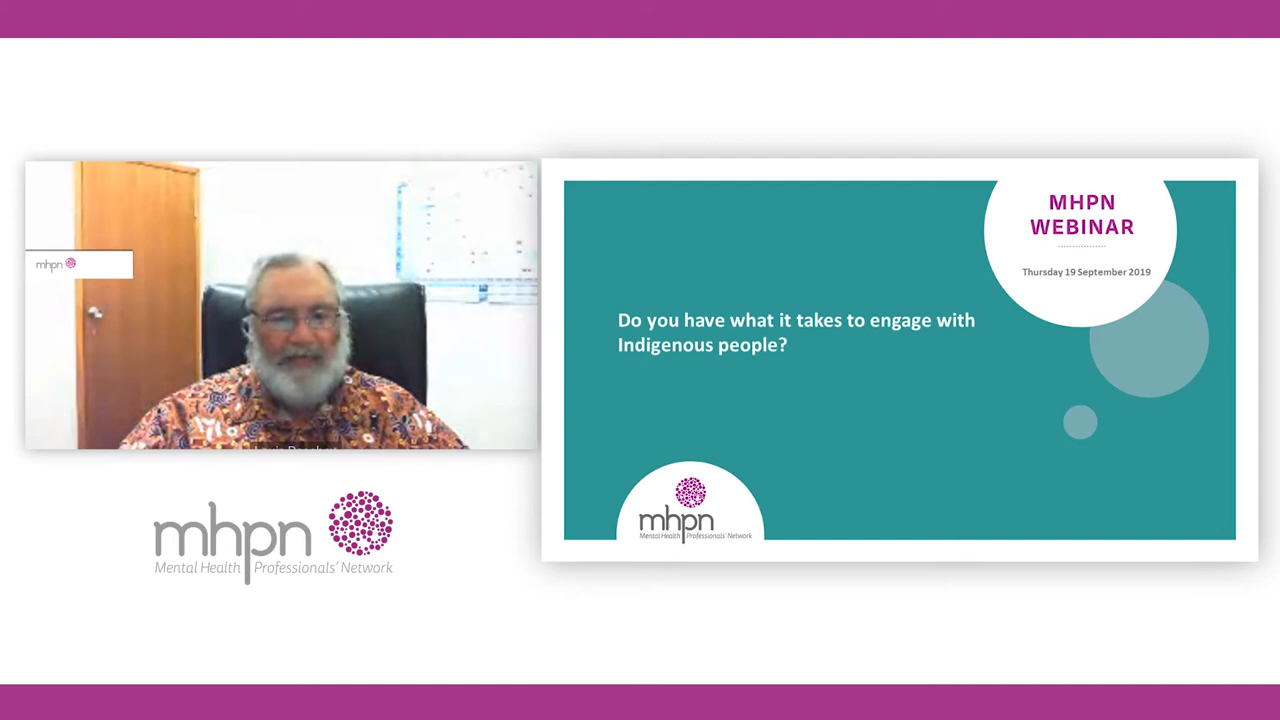 mhpn
mhpn
Mental Health Professionals' Network
MHPN
WEBINAR
Thursday 19 September 2019
Do you have what it takes to engage with
Indigenous people?
mhpn
Mental Health Professionals' Network